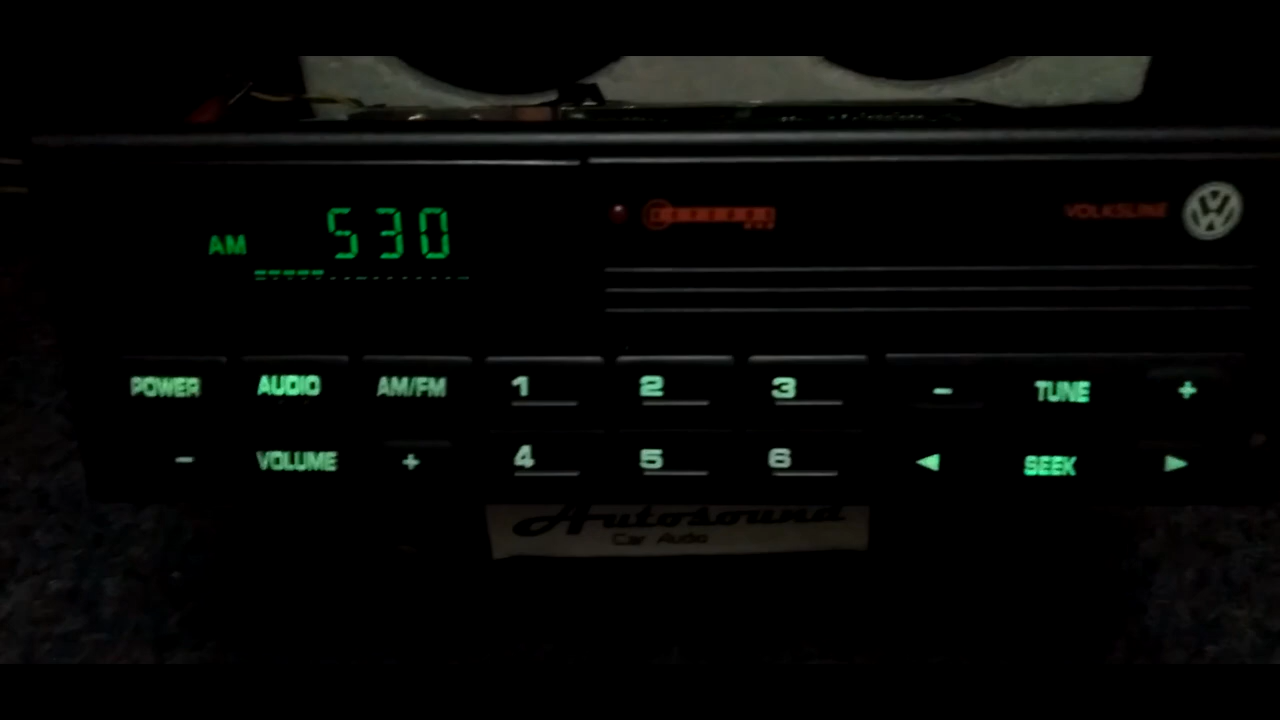 AM 530
VOLKSLINE
POWER AUDIO AM/FM 1 2 3 - TUNE +
- VOLUME + 4 5 6 ◀ SEEK ▶
Autosound
Car Audio